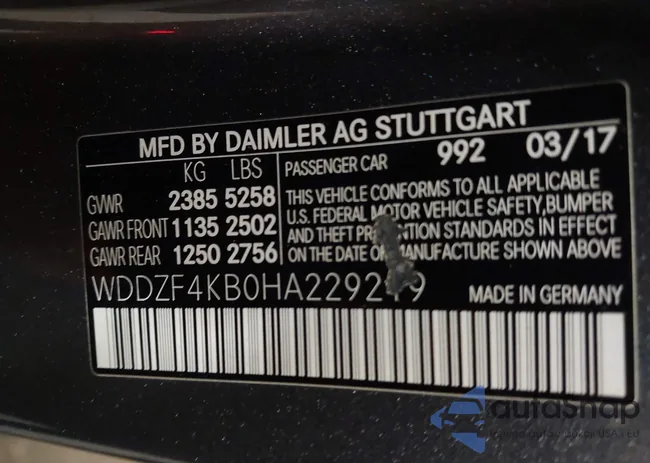 MFD BY DAIMLER AG STUTTGART
KG LBS
GVWR 2385 5258
GAWR FRONT 1135 2502
GAWR REAR 1250 2756
PASSENGER CAR 992 03/17
THIS VEHICLE CONFORMS TO ALL APPLICABLE
U.S. FEDERAL MOTOR VEHICLE SAFETY, BUMPER
AND THEFT PREVENTION STANDARDS IN EFFECT
ON THE DATE OF MANUFACTURE SHOWN ABOVE
MADE IN GERMANY
autoShap